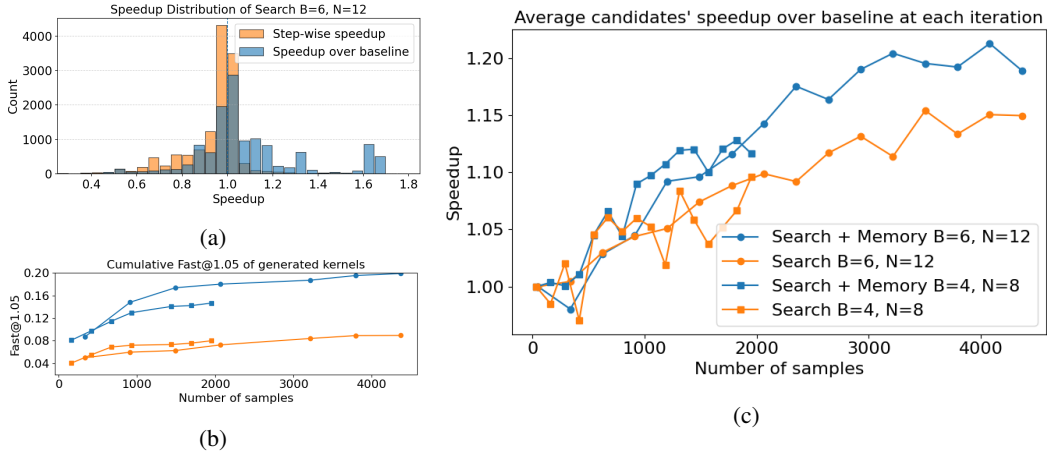 Speedup Distribution of Search B=6, N=12
Step-wise speedup
Speedup over baseline
4000
3000
2000
1000
0
Count
0.4 0.6 0.8 1.0 1.2 1.4 1.6 1.8
Speedup
(a)
Cumulative Fast@1.05 of generated kernels
0.20
0.16
0.12
0.08
0.04
Fast@1.05
0 1000 2000 3000 4000
Number of samples
(b)
Average candidates' speedup over baseline at each iteration
1.20
1.15
1.10
1.05
1.00
Speedup
Search + Memory B=6, N=12
Search B=6, N=12
Search + Memory B=4, N=8
Search B=4, N=8
0 1000 2000 3000 4000
Number of samples
(c)